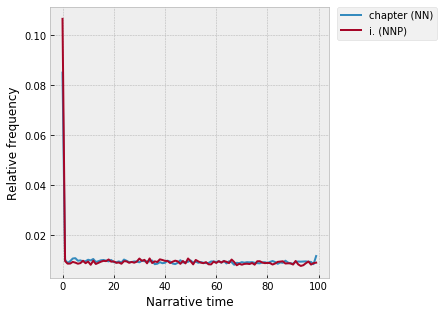 chapter (NN)
i. (NNP)
0.10
0.08
0.06
0.04
0.02
Relative frequency
0 20 40 60 80 100
Narrative time